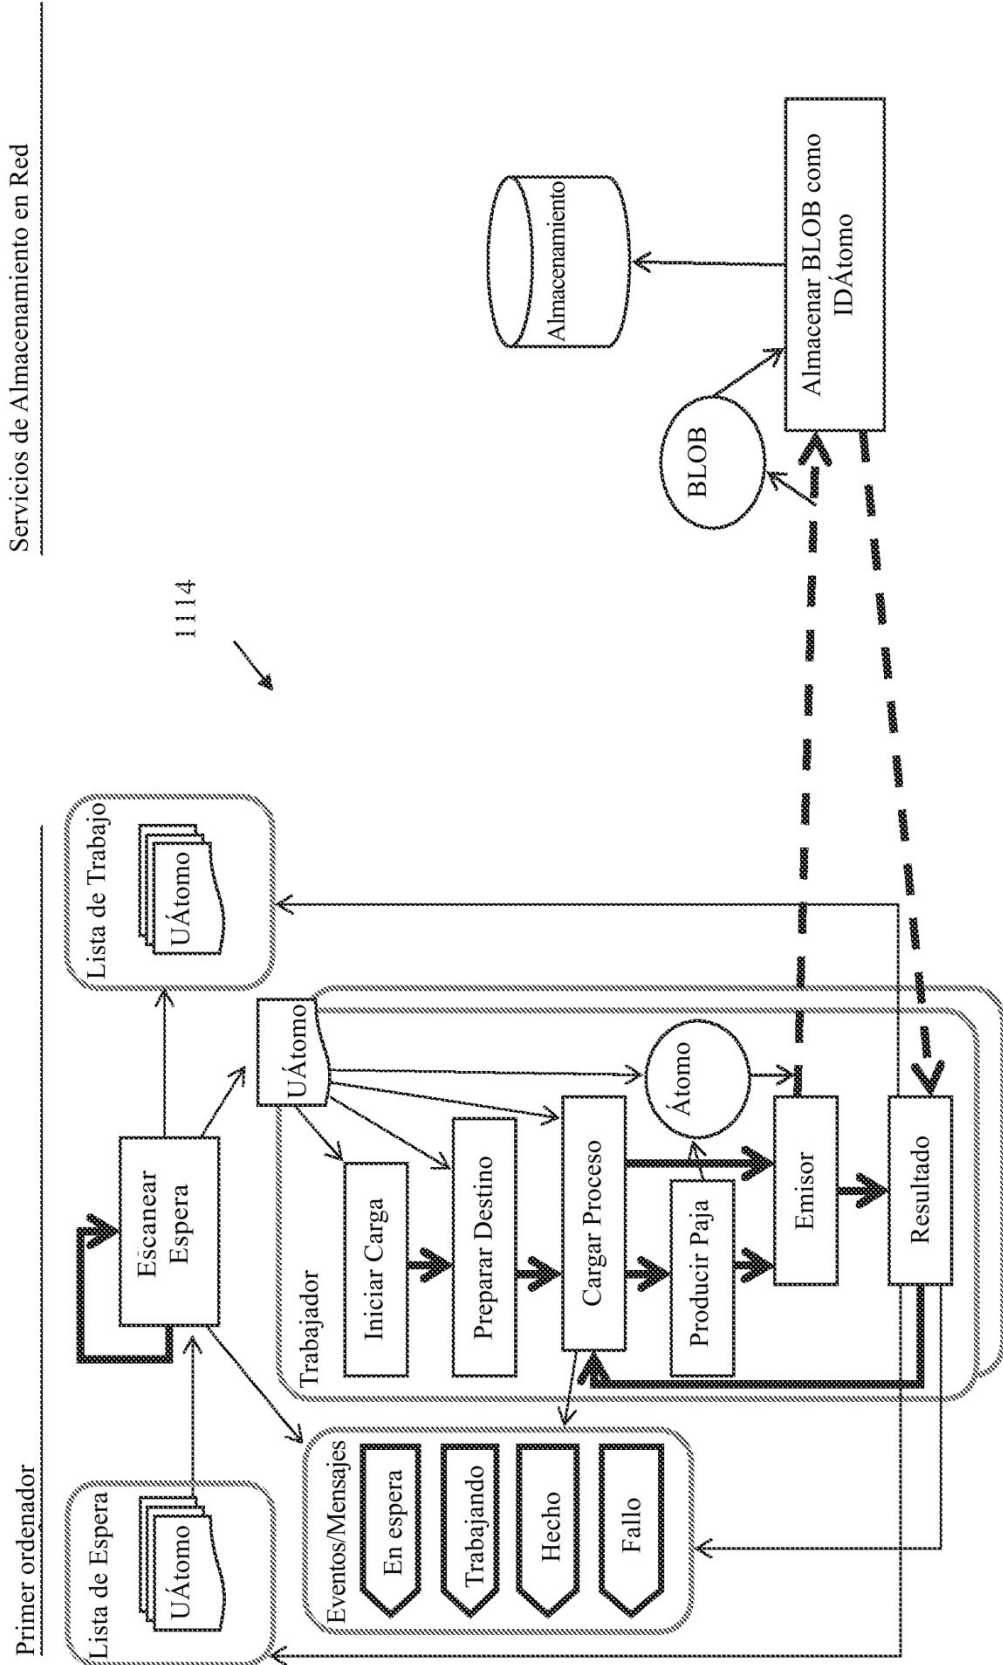 Primer ordenador
Servicios de Almacenamiento en Red
Lista de Espera
UÁtomo
Escanear
Espera
Lista de Trabajo
UÁtomo
1114
UÁtomo
Eventos/Mensajes
En espera
Trabajando
Hecho
Fallo
Trabajador
Iniciar Carga
Preparar Destino
Cargar Proceso
Producir Paja
Átomo
Emisor
Resultado
BLOB
Almacenamiento
Almacenar BLOB como
IDÁtomo